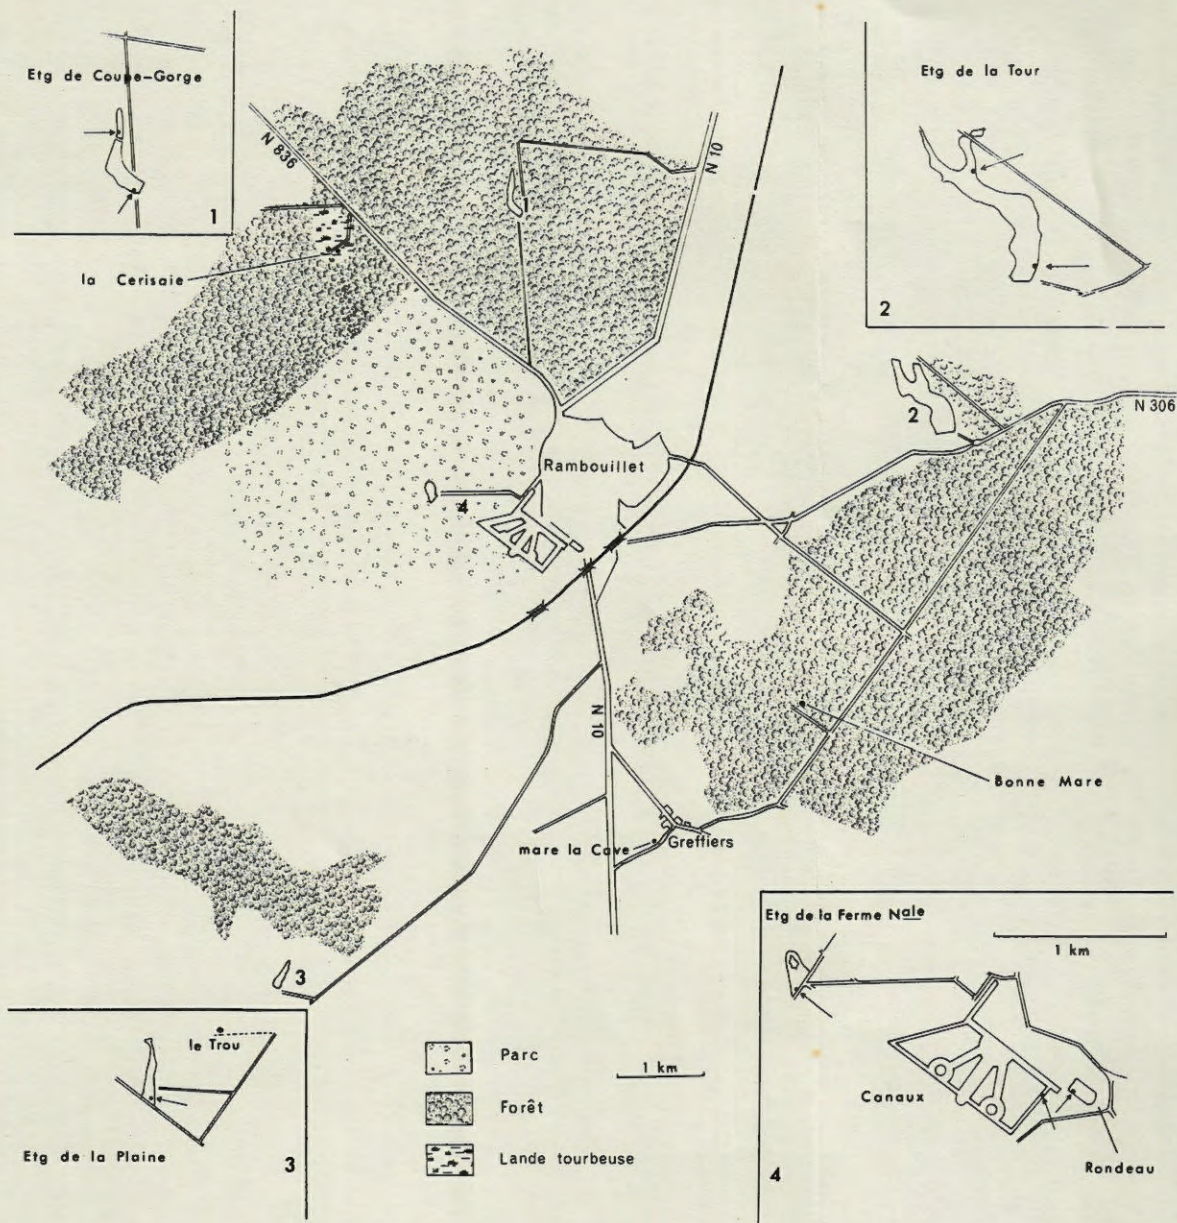 Etg de Coupe-Gorge
1
N 836
N 10
1
la Cerisaie
Etg de la Tour
2
2
N 306
Rambouillet
4
N 10
Bonne Mare
mare la Cave
Greffiers
3
le Trou
Etg de la Plaine
3
Parc
Forêt
Lande tourbeuse
1 km
Etg de la Ferme Nale
1 km
Canaux
Rondeau
4